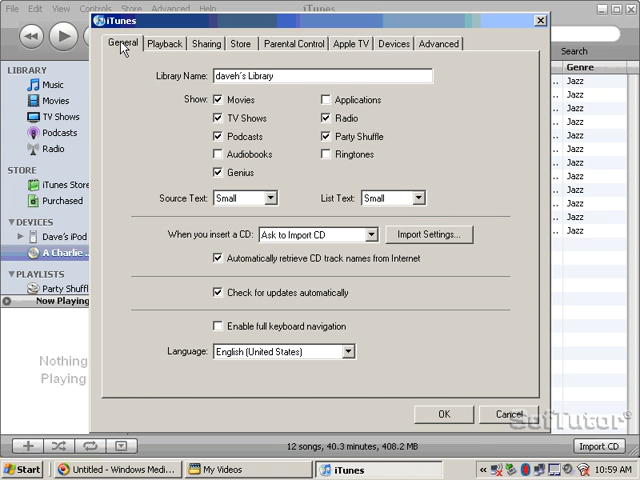 File Edit View Controls Store Advanced Help
iTunes
iTunes
Search
General Playback Sharing Store Parental Control Apple TV Devices Advanced
LIBRARY
Music
Movies
TV Shows
Podcasts
Radio
STORE
iTunes Store
Purchased
DEVICES
Dave's iPod
A Charlie ..
PLAYLISTS
Party Shuffle
Now Playing
Nothing
Playing
Library Name: daveh's Library
Show: Movies Applications
TV Shows Radio
Podcasts Party Shuffle
Audiobooks Ringtones
Genius
Source Text: Small List Text: Small
When you insert a CD: Ask to Import CD Import Settings...
Automatically retrieve CD track names from Internet
Check for updates automatically
Enable full keyboard navigation
Language: English (United States)
OK Cancel
Genre
.. Jazz
.. Jazz
.. Jazz
.. Jazz
.. Jazz
.. Jazz
.. Jazz
.. Jazz
.. Jazz
.. Jazz
.. Jazz
.. Jazz
SofTutor®
12 songs, 40.3 minutes, 408.2 MB
Import CD
Start Untitled - Windows Medi... My Videos iTunes 10:59 AM